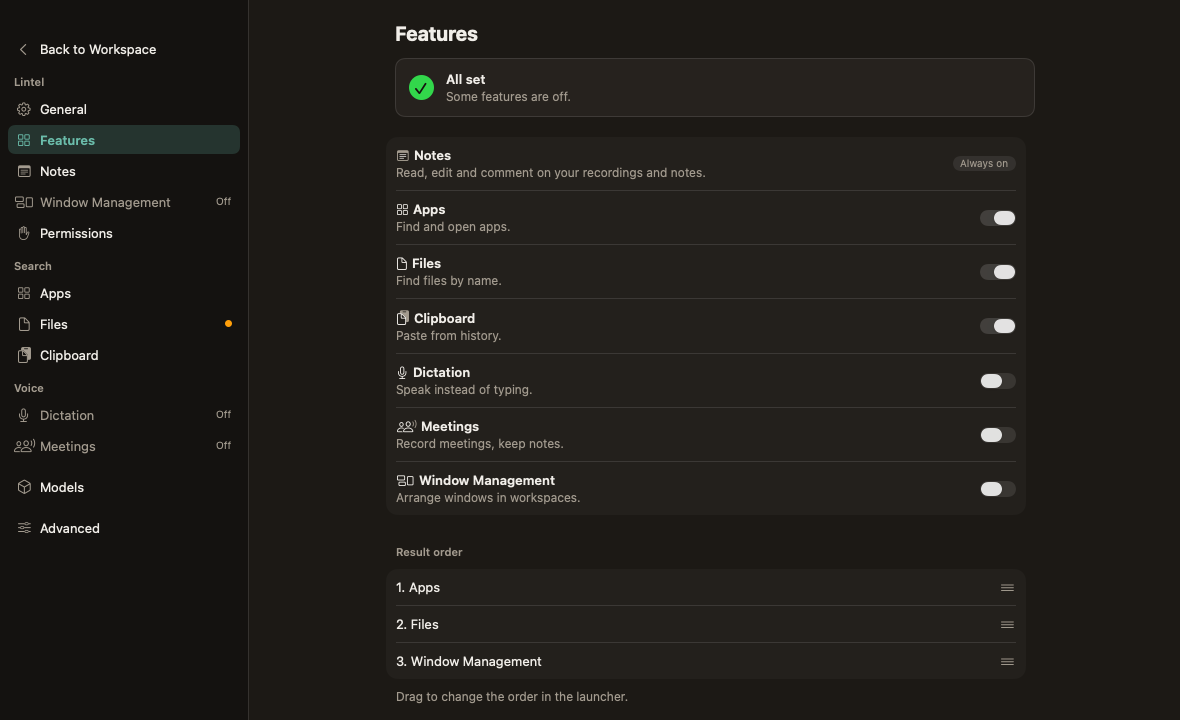 Back to Workspace
Lintel
General
Features
Notes
Window Management Off
Permissions
Search
Apps
Files
Clipboard
Voice
Dictation Off
Meetings Off
Models
Advanced
Features
All set
Some features are off.
Notes
Read, edit and comment on your recordings and notes.
Always on
Apps
Find and open apps.
Files
Find files by name.
Clipboard
Paste from history.
Dictation
Speak instead of typing.
Meetings
Record meetings, keep notes.
Window Management
Arrange windows in workspaces.
Result order
1. Apps
2. Files
3. Window Management
Drag to change the order in the launcher.